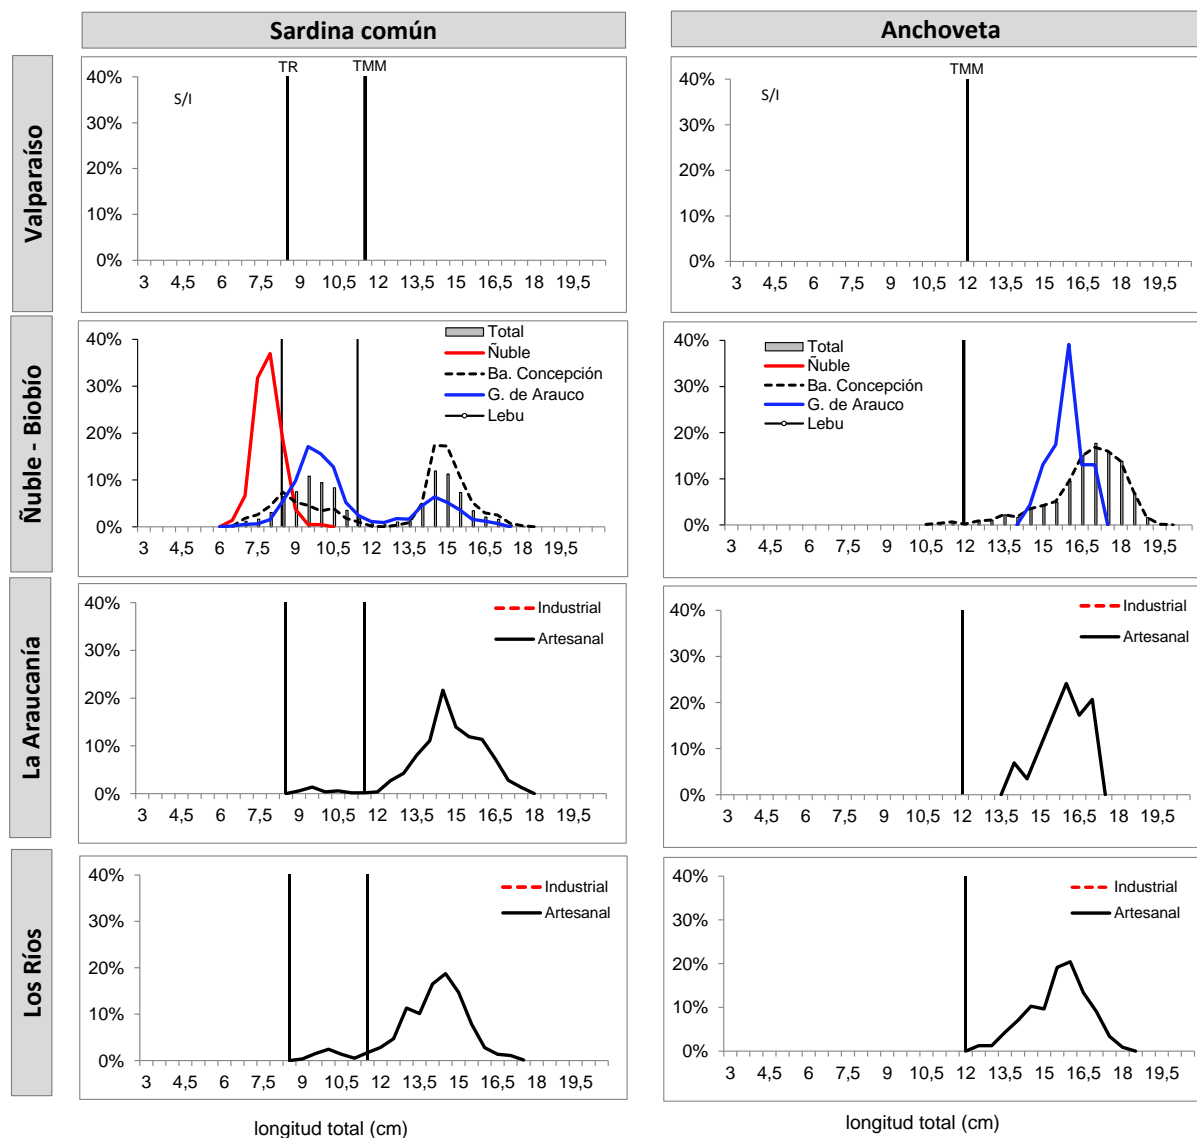 Sardina común
Anchoveta
Valparaíso
TR
TMM
S/I
40%
30%
20%
10%
0%
3 4,5 6 7,5 9 10,5 12 13,5 15 16,5 18 19,5
TMM
S/I
40%
30%
20%
10%
0%
3 4,5 6 7,5 9 10,5 12 13,5 15 16,5 18 19,5
Ñuble - Biobío
40%
30%
20%
10%
0%
Total
Ñuble
Ba. Concepción
G. de Arauco
Lebu
3 4,5 6 7,5 9 10,5 12 13,5 15 16,5 18 19,5
40%
30%
20%
10%
0%
Total
Ñuble
Ba. Concepción
G. de Arauco
Lebu
3 4,5 6 7,5 9 10,5 12 13,5 15 16,5 18 19,5
La Araucanía
40%
30%
20%
10%
0%
Industrial
Artesanal
3 4,5 6 7,5 9 10,5 12 13,5 15 16,5 18 19,5
40%
30%
20%
10%
0%
Industrial
Artesanal
3 4,5 6 7,5 9 10,5 12 13,5 15 16,5 18 19,5
Los Ríos
40%
30%
20%
10%
0%
Industrial
Artesanal
3 4,5 6 7,5 9 10,5 12 13,5 15 16,5 18 19,5
longitud total (cm)
40%
30%
20%
10%
0%
Industrial
Artesanal
3 4,5 6 7,5 9 10,5 12 13,5 15 16,5 18 19,5
longitud total (cm)